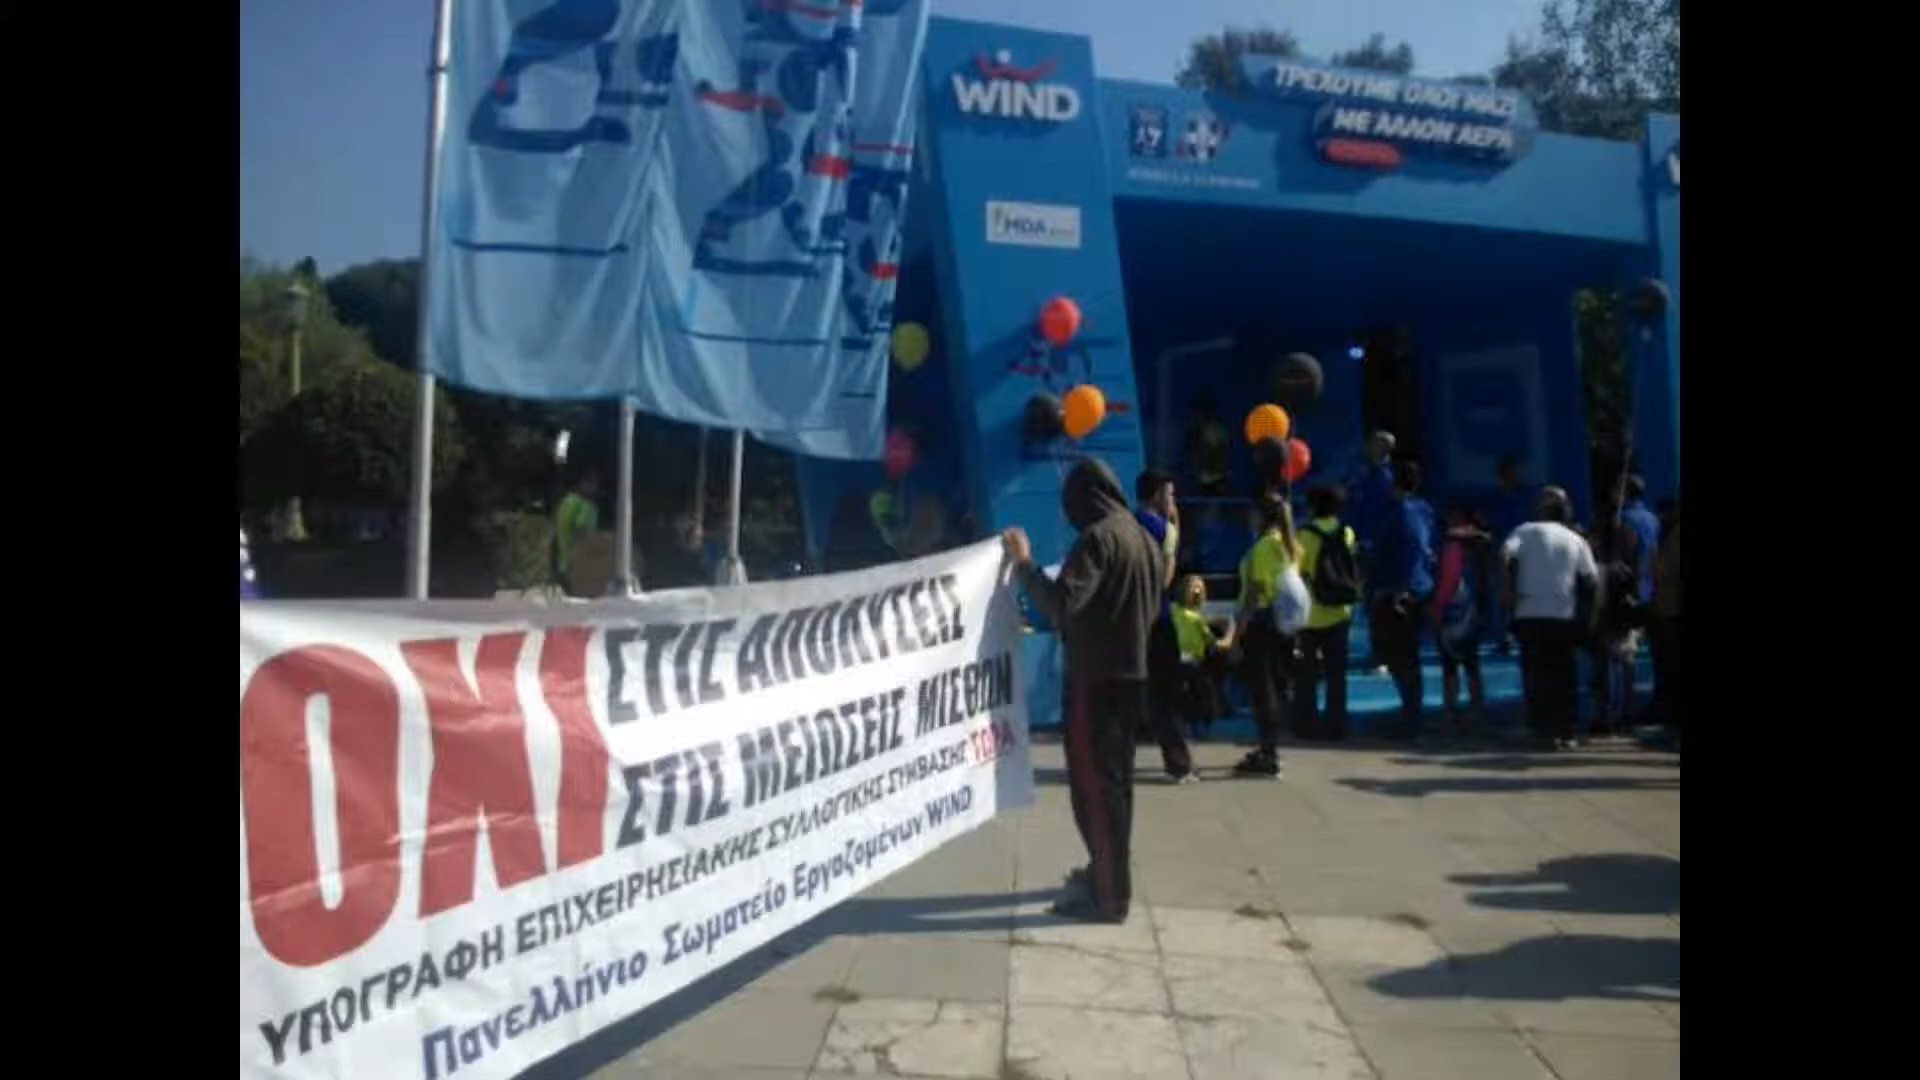 WIND
ΤΡΕΧΟΥΜΕ ΟΛΟΙ ΜΑΖΙ
ΜΕ ΑΛΛΟΝ ΑΕΡΑ
MDA
ΟΧΙ ΣΤΙΣ ΑΠΟΛΥΣΕΙΣ
ΣΤΙΣ ΜΕΙΩΣΕΙΣ ΜΙΣΘΩΝ
ΥΠΟΓΡΑΦΗ ΕΠΙΧΕΙΡΗΣΙΑΚΗΣ ΣΥΛΛΟΓΙΚΗΣ ΣΥΜΒΑΣΗΣ ΤΩΡΑ
Πανελλήνιο Σωματείο Εργαζομένων WIND